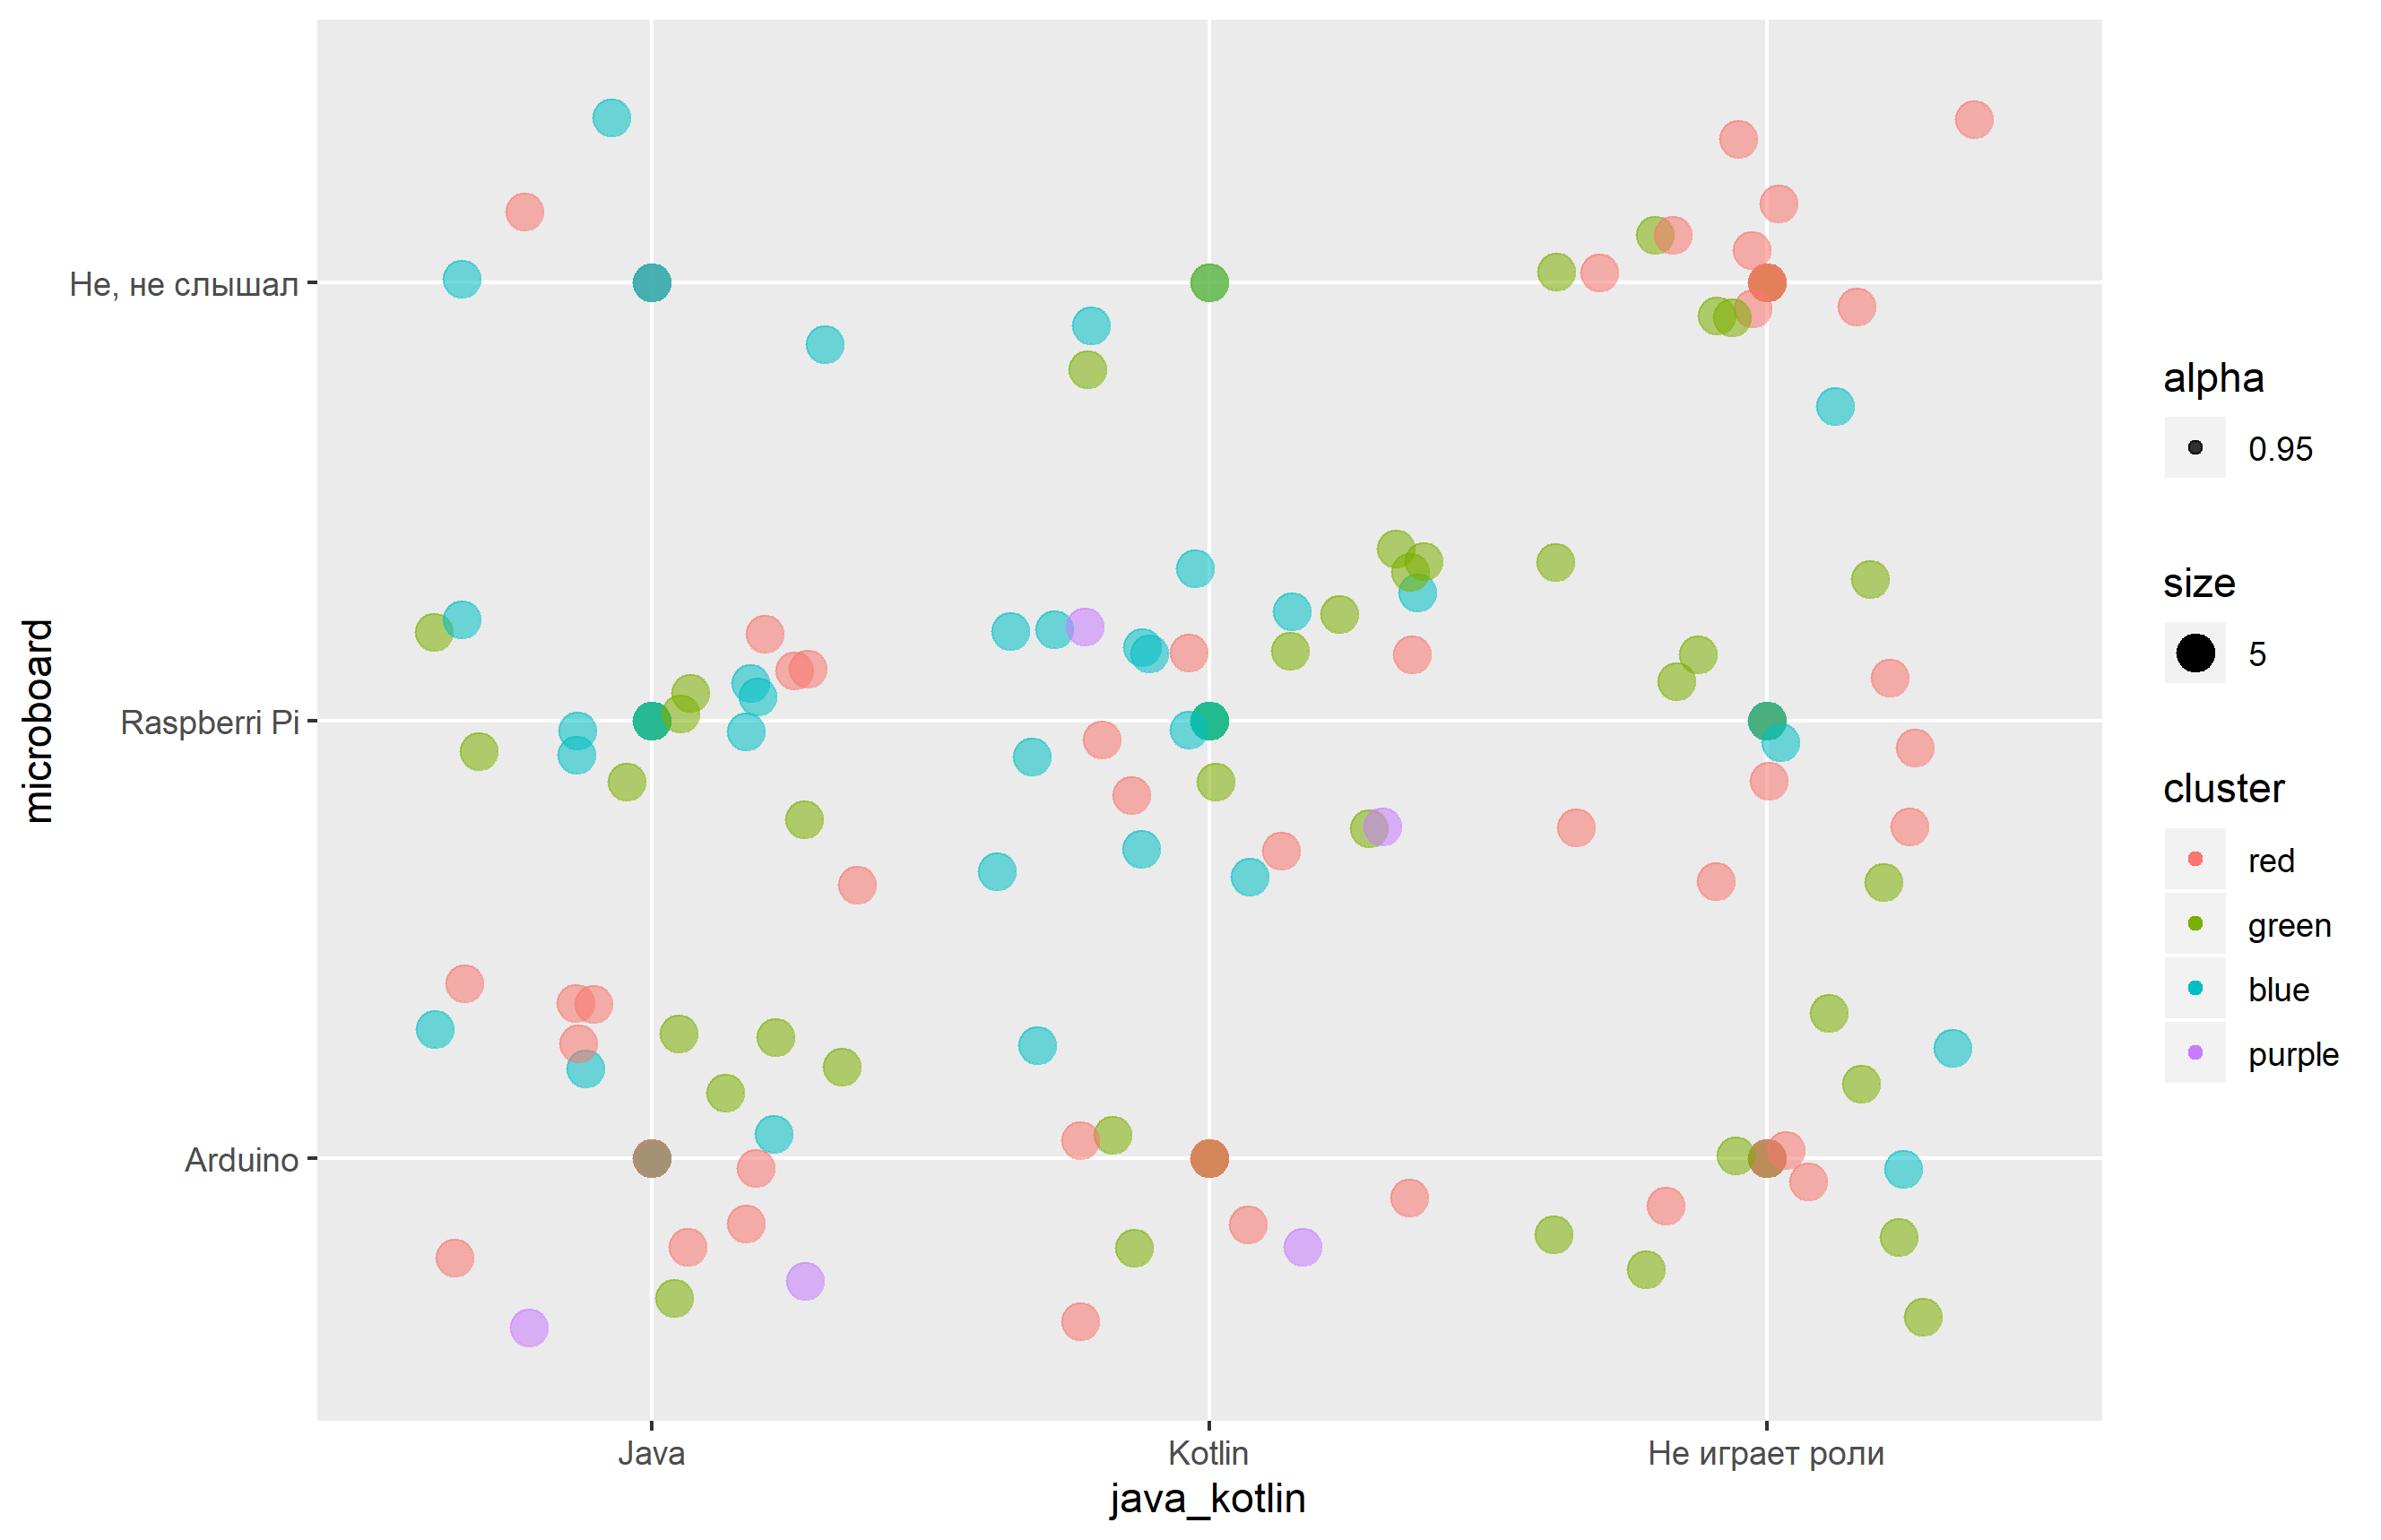 microboard
Не, не слышал
Raspberri Pi
Arduino
Java
Kotlin
Не играет роли
java_kotlin
alpha
0.95
size
5
cluster
red
green
blue
purple